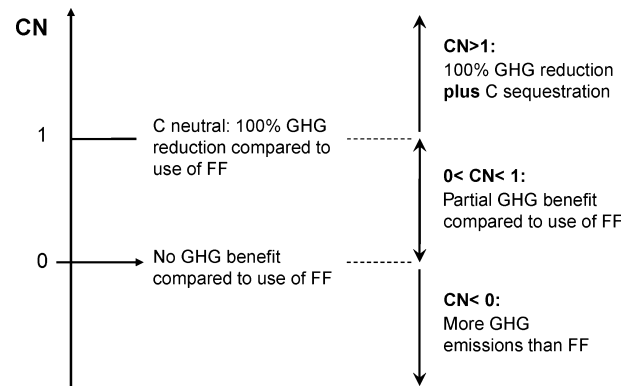 CN
CN>1:
100% GHG reduction
plus C sequestration
1
C neutral: 100% GHG
reduction compared to
use of FF
0< CN< 1:
Partial GHG benefit
compared to use of FF
0
No GHG benefit
compared to use of FF
CN< 0:
More GHG
emissions than FF